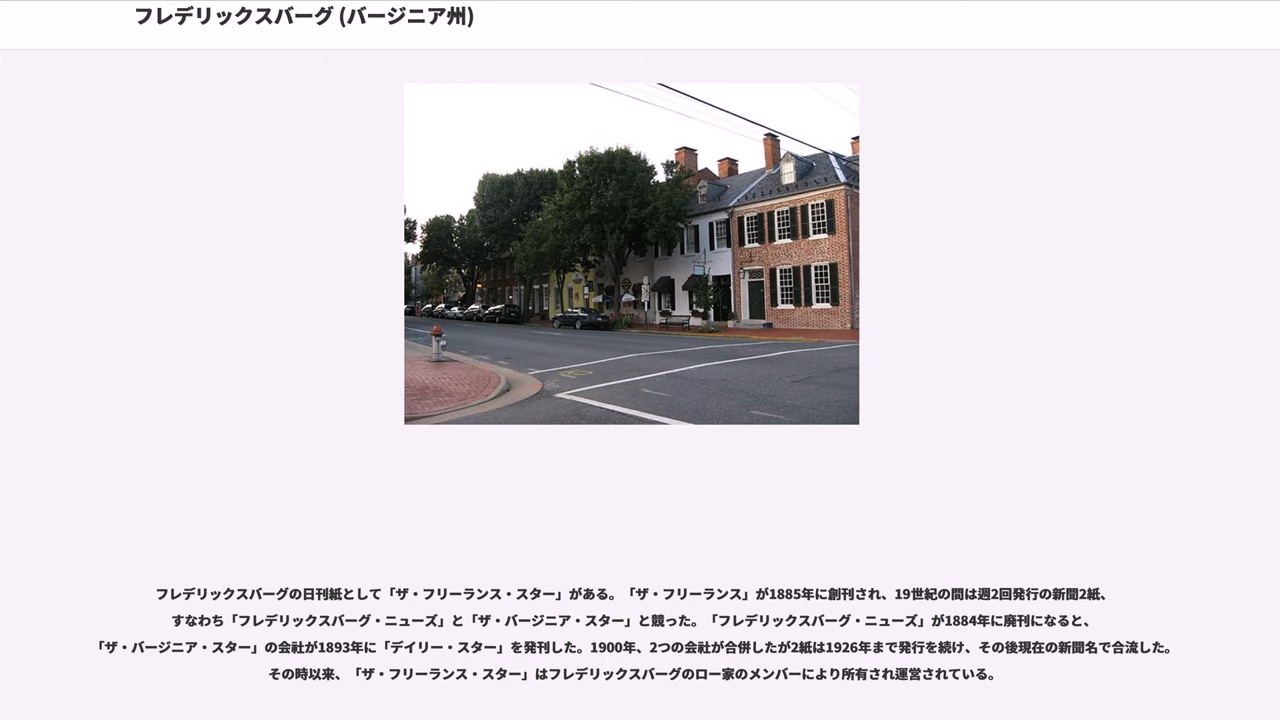 フレデリックスバーグ (バージニア州)
フレデリックスバーグの日刊紙として「ザ・フリーランス・スター」がある。「ザ・フリーランス」が1885年に創刊され、19世紀の間は週2回発行の新聞2紙、
すなわち「フレデリックスバーグ・ニューズ」と「ザ・バージニア・スター」と競った。「フレデリックスバーグ・ニューズ」が1884年に廃刊になると、
「ザ・バージニア・スター」の会社が1893年に「デイリー・スター」を発刊した。1900年、2つの会社が合併したが2紙は1926年まで発行を続け、その後現在の新聞名で合流した。
その時以来、「ザ・フリーランス・スター」はフレデリックスバーグのロー家のメンバーにより所有され運営されている。